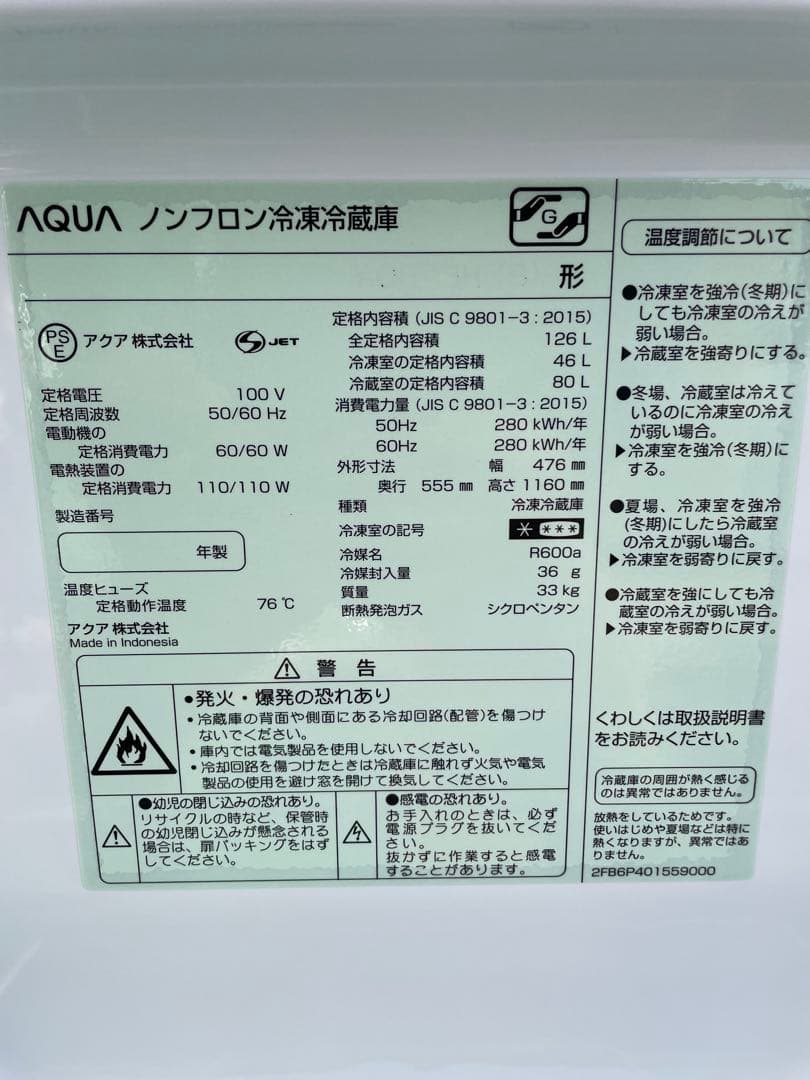 AQUA ノンフロン冷凍冷蔵庫
G
形
PS
E
アクア 株式会社
S JET
定格電圧 100 V
定格周波数 50/60 Hz
電動機の
定格消費電力 60/60 W
電熱装置の
定格消費電力 110/110 W
製造番号
年製
温度ヒューズ
定格動作温度 76 ℃
アクア 株式会社
Made in Indonesia
定格内容積 (JIS C 9801-3 : 2015)
全定格内容積 126 L
冷凍室の定格内容積 46 L
冷蔵室の定格内容積 80 L
消費電力量 (JIS C 9801-3 : 2015)
50Hz 280 kWh/年
60Hz 280 kWh/年
外形寸法 幅 476 ㎜
奥行 555 ㎜ 高さ 1160 ㎜
種類 冷凍冷蔵庫
冷凍室の記号 * ***
冷媒名 R600a
冷媒封入量 36 g
質量 33 kg
断熱発泡ガス シクロペンタン
警 告
●発火・爆発の恐れあり
・冷蔵庫の背面や側面にある冷却回路(配管)を傷つけ
ないでください。
・庫内では電気製品を使用しないでください。
・冷却回路を傷つけたときは冷蔵庫に触れず火気や電気
製品の使用を避け窓を開けて換気してください。
●幼児の閉じ込みの恐れあり。
リサイクルの時など、保管時
の幼児閉じ込みが懸念される
場合は、扉パッキングをはず
してください。
●感電の恐れあり。
お手入れのときは、必ず
電源プラグを抜いてくだ
さい。
抜かずに作業すると感電
することがあります。
温度調節について
●冷凍室を強冷(冬期)に
しても冷凍室の冷えが
弱い場合。
▶冷蔵室を強寄りにする。
●冬場、冷蔵室は冷えて
いるのに冷凍室の冷え
が弱い場合。
▶冷凍室を強冷(冬期)に
する。
●夏場、冷凍室を強冷
(冬期)にしたら冷蔵室
の冷えが弱い場合。
▶冷凍室を弱寄りに戻す。
●冷蔵室を強にしても冷
蔵室の冷えが弱い場合。
▶冷凍室を弱寄りに戻す。
くわしくは取扱説明書
をお読みください。
冷蔵庫の周囲が熱く感じる
のは異常ではありません。
放熱をしているためです。
使いはじめや夏場などは特に
熱くなりますが、異常ではあ
りません。
2FB6P401559000